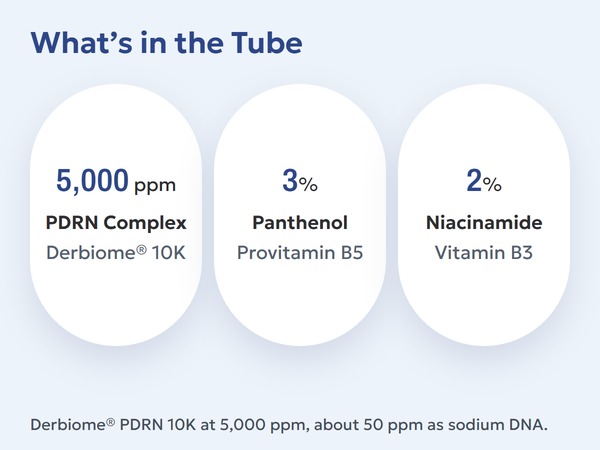 What's in the Tube
5,000 ppm
PDRN Complex
Derbiome® 10K
3%
Panthenol
Provitamin B5
2%
Niacinamide
Vitamin B3
Derbiome® PDRN 10K at 5,000 ppm, about 50 ppm as sodium DNA.